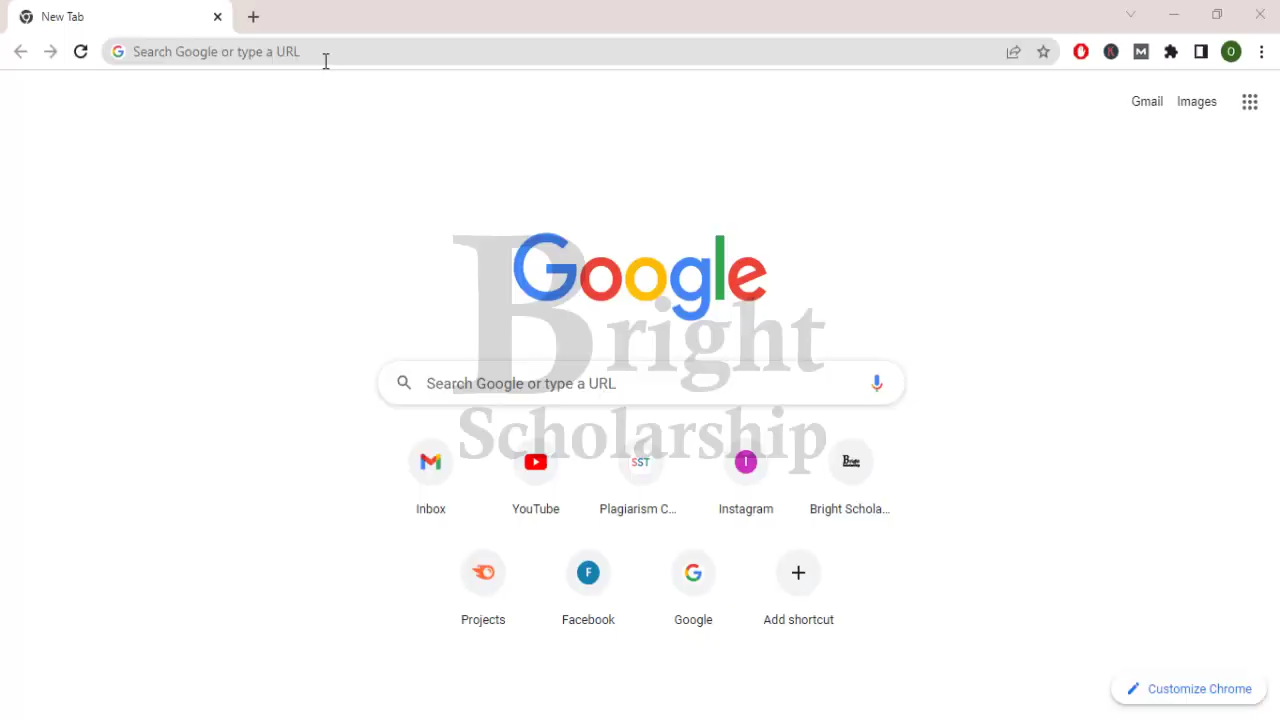 New Tab
Search Google or type a URL
O
Gmail Images
Google
Bright
Scholarship
Search Google or type a URL
SST
I
Inbox
YouTube
Plagiarism C...
Instagram
Bright Schola...
F
Projects
Facebook
Google
Add shortcut
Customize Chrome